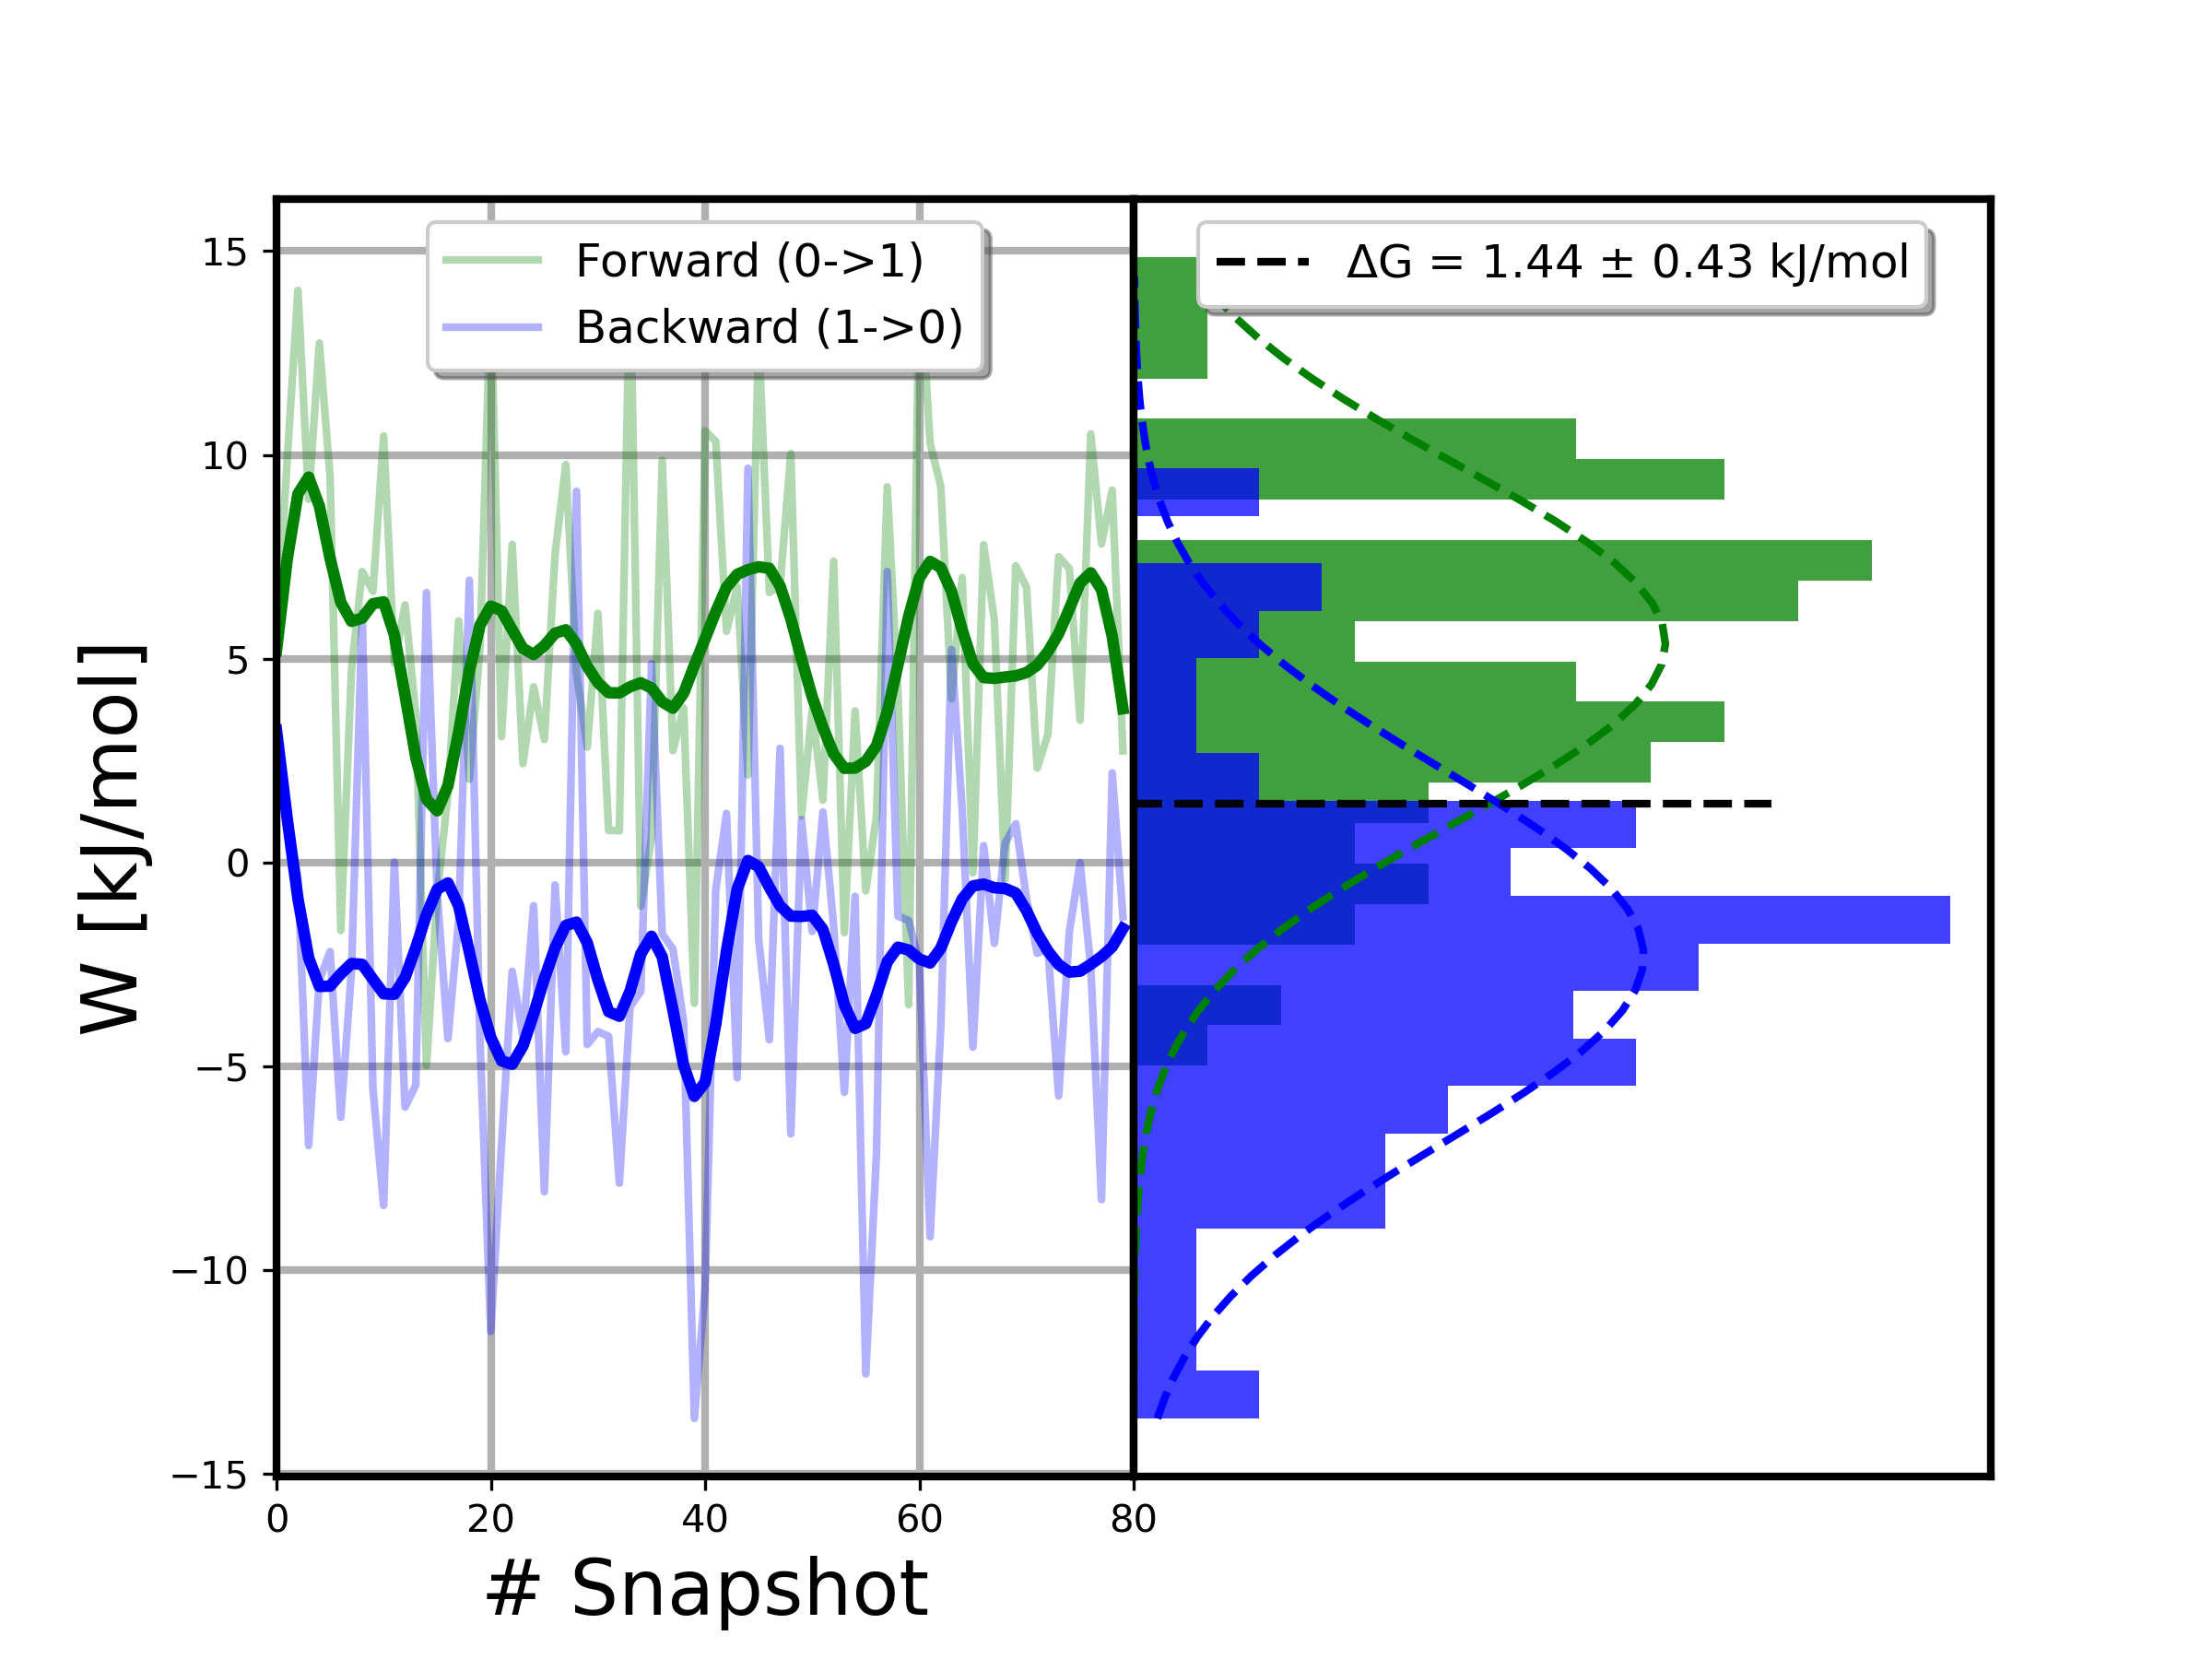 Forward (0->1)
Backward (1->0)
ΔG = 1.44 ± 0.43 kJ/mol
W [kJ/mol]
15
10
5
0
−5
−10
−15
0 20 40 60 80
# Snapshot